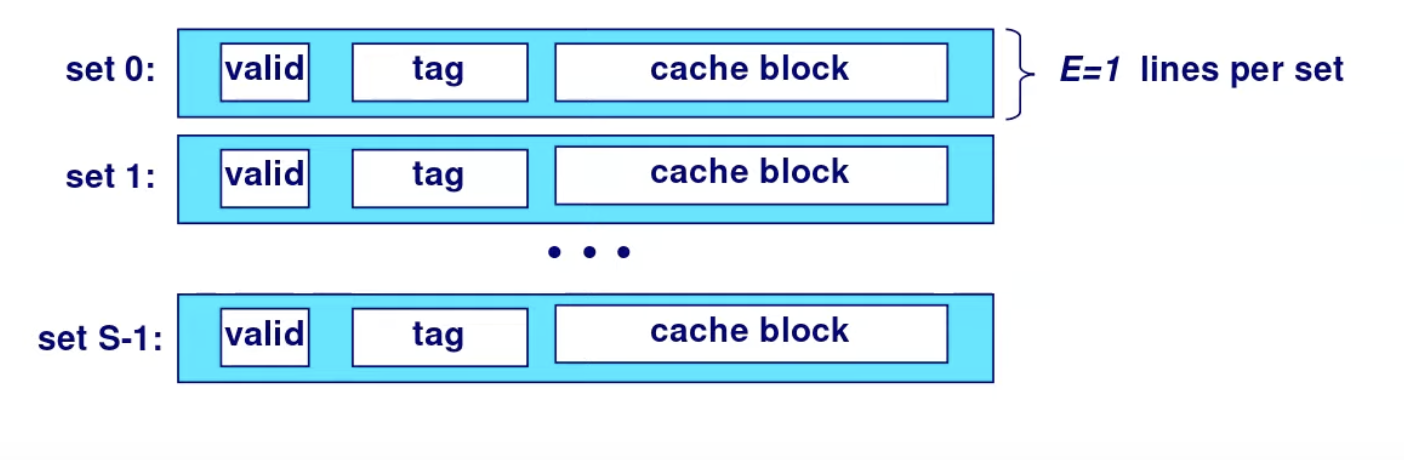 set 0: valid tag cache block E=1 lines per set
set 1: valid tag cache block
• • •
set S-1: valid tag cache block